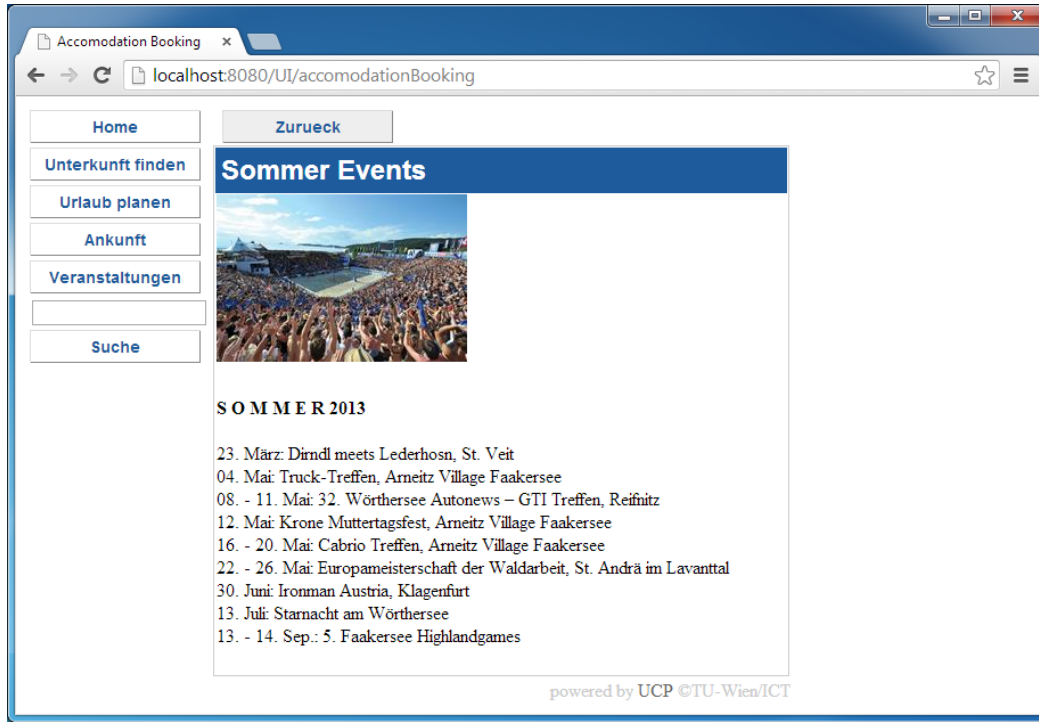 Accomodation Booking
localhost:8080/UI/accomodationBooking
Home
Zurueck
Unterkunft finden
Urlaub planen
Ankunft
Veranstaltungen
Suche
Sommer Events
S O M M E R 2013
23. März: Dirndl meets Lederhosn, St. Veit
04. Mai: Truck-Treffen, Arneitz Village Faakersee
08. - 11. Mai: 32. Wörthersee Autonews – GTI Treffen, Reifnitz
12. Mai: Krone Muttertagsfest, Arneitz Village Faakersee
16. - 20. Mai: Cabrio Treffen, Arneitz Village Faakersee
22. - 26. Mai: Europameisterschaft der Waldarbeit, St. Andrä im Lavanttal
30. Juni: Ironman Austria, Klagenfurt
13. Juli: Starnacht am Wörthersee
13. - 14. Sep.: 5. Faakersee Highlandgames
powered by UCP ©TU-Wien/ICT